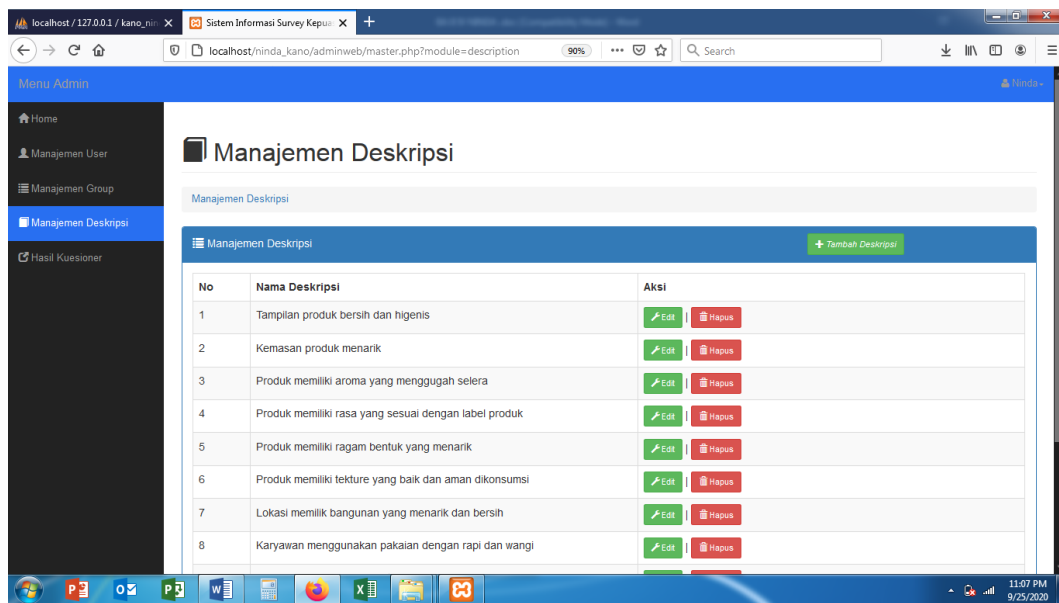 localhost / 127.0.0.1 / kano_nin
Sistem Informasi Survey Kepuas
localhost/ninda_kano/adminweb/master.php?module=description
90%
Search
Menu Admin
Ninda
Home
Manajemen User
Manajemen Group
Manajemen Deskripsi
Hasil Kuesioner
Manajemen Deskripsi
Manajemen Deskripsi
Manajemen Deskripsi
Tambah Deskripsi
No Nama Deskripsi Aksi
1 Tampilan produk bersih dan higenis Edit | Hapus
2 Kemasan produk menarik Edit | Hapus
3 Produk memiliki aroma yang menggugah selera Edit | Hapus
4 Produk memiliki rasa yang sesuai dengan label produk Edit | Hapus
5 Produk memiliki ragam bentuk yang menarik Edit | Hapus
6 Produk memiliki tekture yang baik dan aman dikonsumsi Edit | Hapus
7 Lokasi memilik bangunan yang menarik dan bersih Edit | Hapus
8 Karyawan menggunakan pakaian dengan rapi dan wangi Edit | Hapus
11:07 PM
9/25/2020